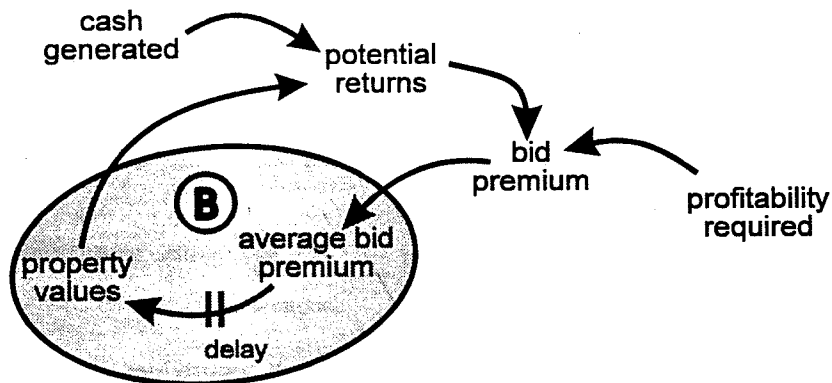 cash
generated
potential
returns
bid
premium
profitability
required
B
average bid
premium
property
values
delay